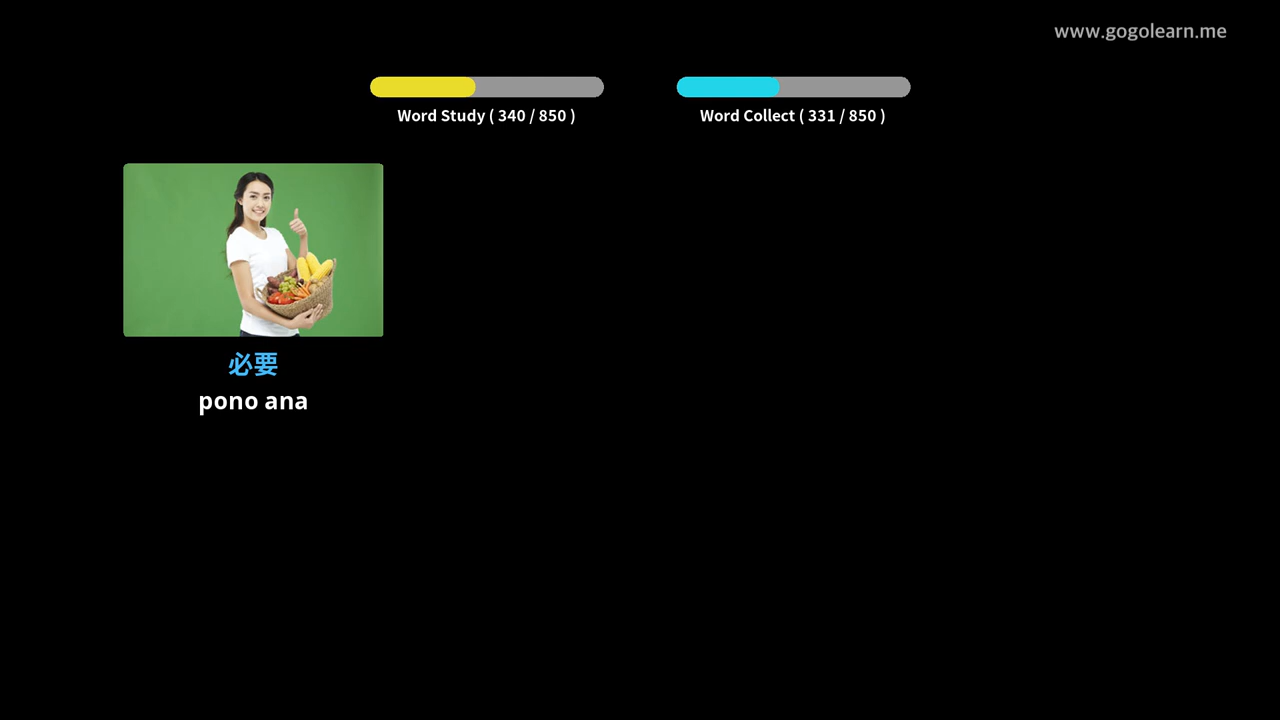 www.gogolearn.me
Word Study ( 340 / 850 )
Word Collect ( 331 / 850 )
必要
pono ana